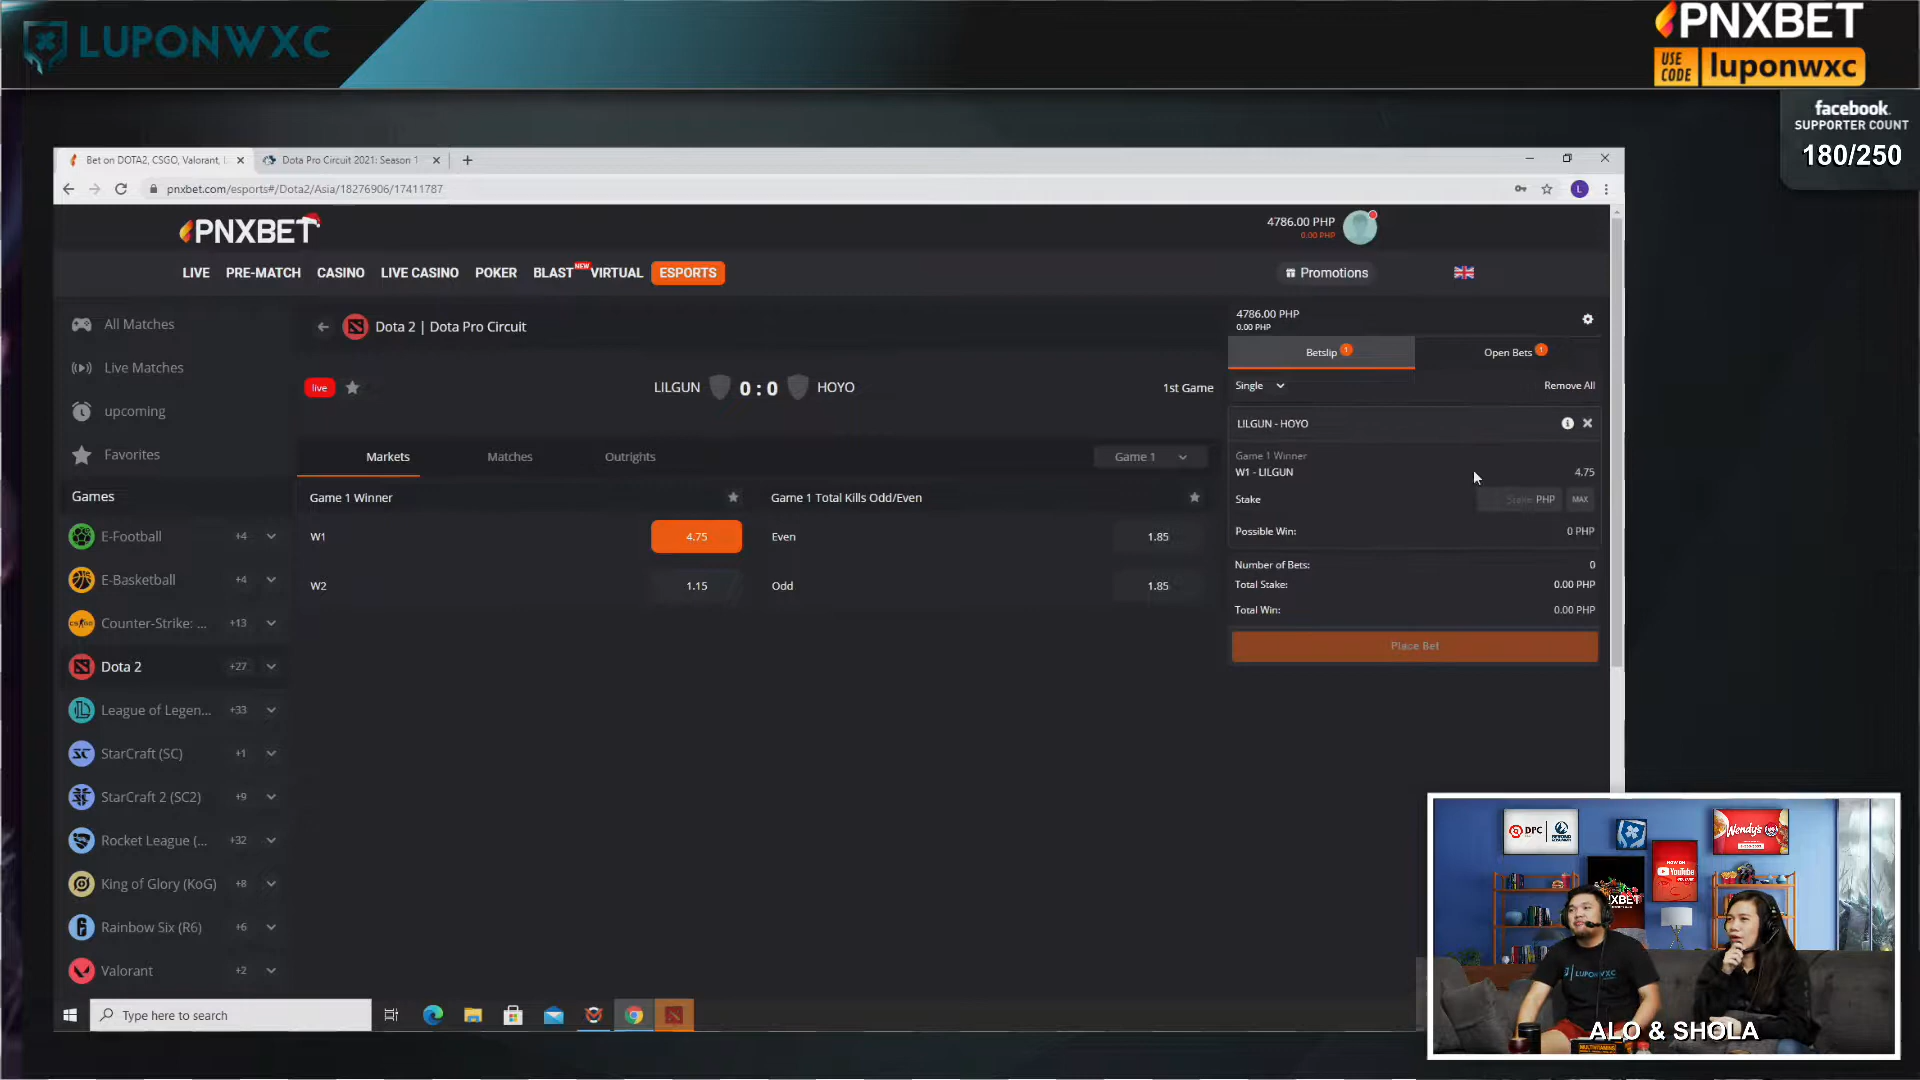 LUPONWXC
PNXBET
USE CODE luponwxc
facebook
SUPPORTER COUNT
180/250
Bet on DOTA2, CSGO, Valorant,
Dota Pro Circuit 2021: Season 1
pnxbet.com/esports#/Dota2/Asia/18276906/17411787
L
PNXBET
4786.00 PHP
0.00 PHP
LIVE PRE-MATCH CASINO LIVE CASINO POKER BLAST NEW VIRTUAL ESPORTS
Promotions
All Matches
Live Matches
upcoming
Favorites
Games
E-Football +4
E-Basketball +4
Counter-Strike: ... +13
Dota 2 +27
League of Legen... +33
StarCraft (SC) +1
StarCraft 2 (SC2) +9
Rocket League (... +32
King of Glory (KoG) +8
Rainbow Six (R6) +6
Valorant +2
Dota 2 | Dota Pro Circuit
live
LILGUN 0 : 0 HOYO
1st Game
Markets Matches Outrights
Game 1
Game 1 Winner
W1 4.75
W2 1.15
Game 1 Total Kills Odd/Even
Even 1.85
Odd 1.85
4786.00 PHP
0.00 PHP
Betslip 1
Open Bets 1
Single
Remove All
LILGUN - HOYO
Game 1 Winner
W1 - LILGUN 4.75
Stake Stake PHP MAX
Possible Win: 0 PHP
Number of Bets: 0
Total Stake: 0.00 PHP
Total Win: 0.00 PHP
Place Bet
Type here to search
DPC
Wendy's
NOW ON
YouTube
LUPONWXC
ALO & SHOLA